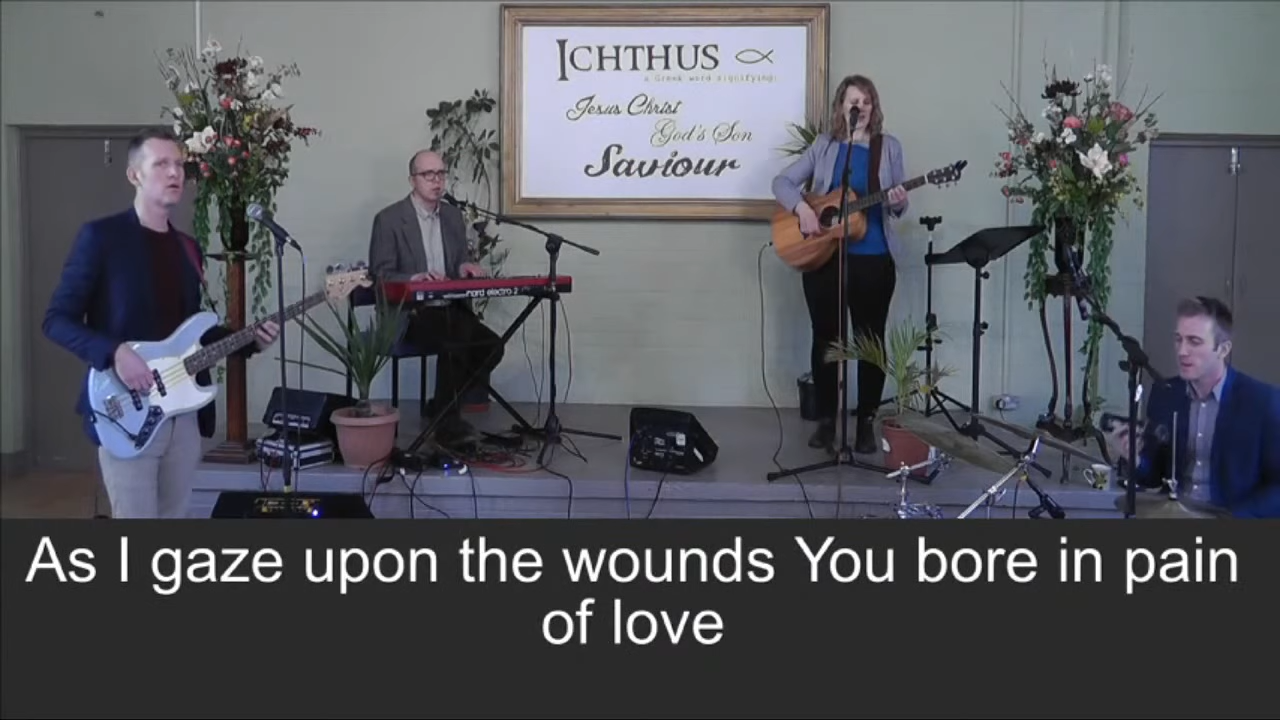 ICHTHUS
a Greek word signifying:
Jesus Christ
God's Son
Saviour
nord electro 2
As I gaze upon the wounds You bore in pain
of love